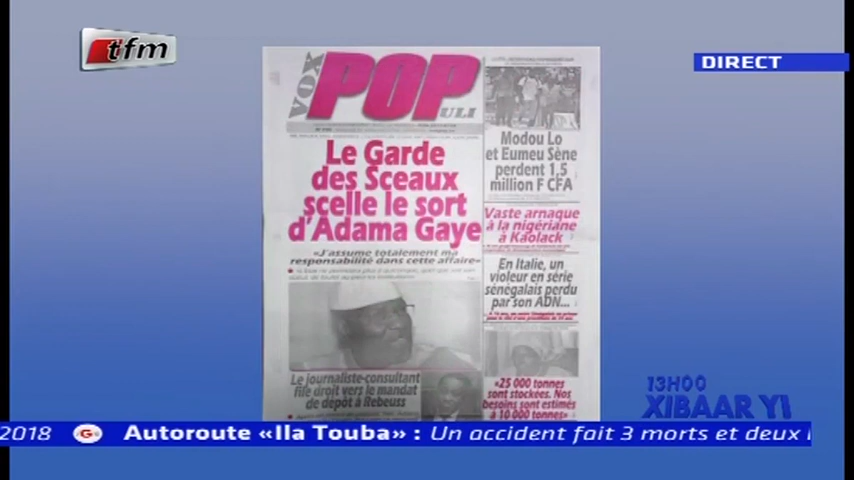 tfm
DIRECT
VOX
POP
ULI
Le Garde
des Sceaux
scelle le sort
d'Adama Gaye
«J'assume totalement ma
responsabilité dans cette affaire»
Le journaliste-consultant
file droit vers le mandat
de dépôt à Rebeuss
Modou Lo
et Eumeu Sène
perdent 1,5
million F CFA
Vaste arnaque
à la nigériane
à Kaolack
En Italie, un
violeur en série
sénégalais perdu
par son ADN...
«25 000 tonnes
sont stockées. Nos
besoins sont estimés
à 10 000 tonnes»
13H00
XIBAAR YI
2018 Autoroute «Ila Touba» : Un accident fait 3 morts et deux